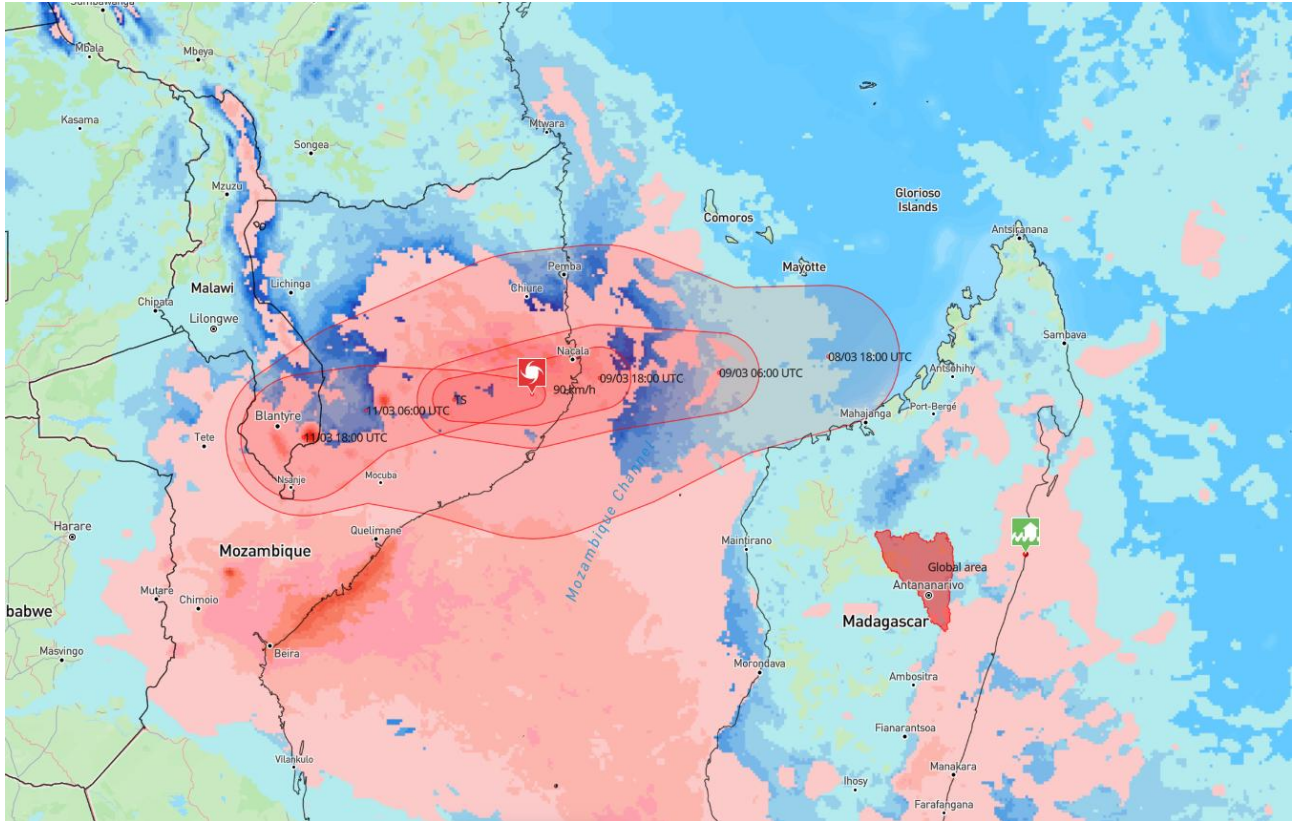 Sumbawanga
Mbala
Mbeya
Kasama
Mtwara
Songea
Mzuzu
Glorioso
Islands
Comoros
Antsiranana
Pemba
Mayotte
Malawi
Lichinga
Chiure
Chipata
Lilongwe
Sambava
Nacala
08/03 18:00 UTC
09/03 06:00 UTC
09/03 18:00 UTC
90 km/h
TS
Antsohihy
11/03 06:00 UTC
Port-Bergé
Mahajanga
Blantyre
11/03 18:00 UTC
Tete
Mocuba
Nsanje
Mozambique Channel
Harare
Quelimane
Maintirano
Mozambique
Global area
Antananarivo
Mutare
Chimoio
babwe
Madagascar
Masvingo
Beira
Morondava
Ambositra
Fianarantsoa
Vilankulo
Manakara
Ihosy
Farafangana